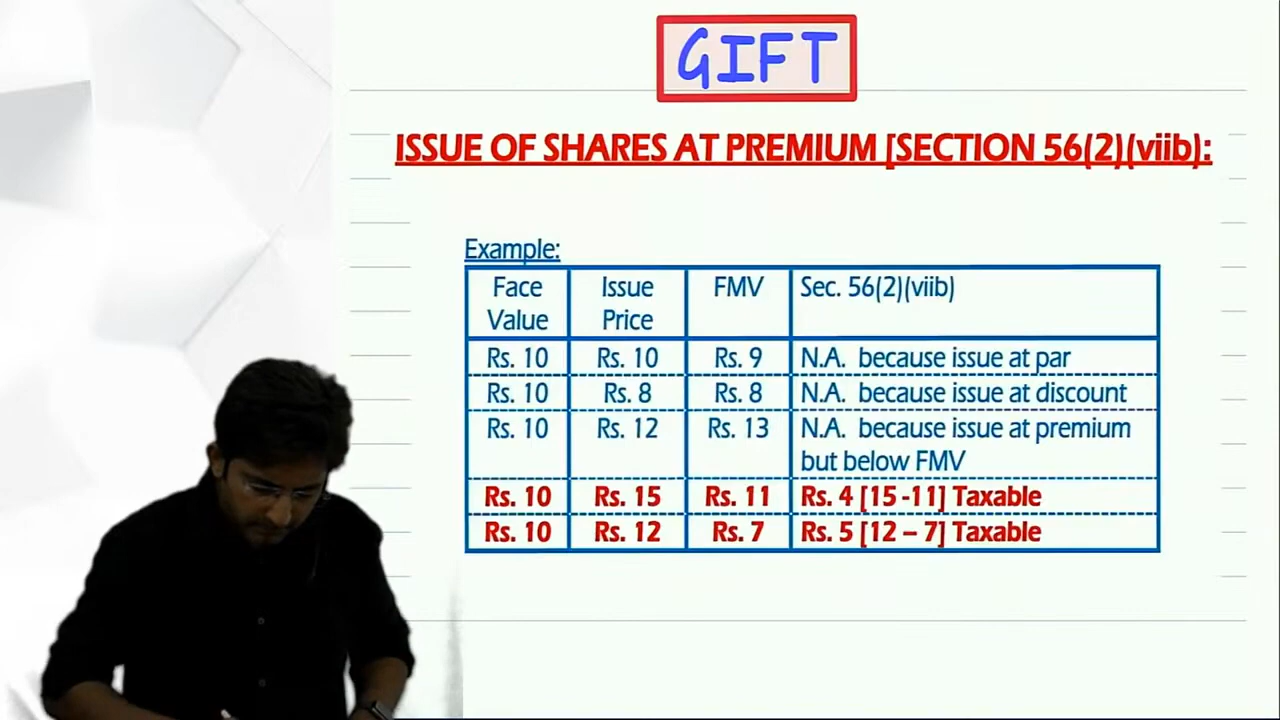 GIFT
ISSUE OF SHARES AT PREMIUM [SECTION 56(2)(viib):
Example:
Face Value Issue Price FMV Sec. 56(2)(viib)
Rs. 10 Rs. 10 Rs. 9 N.A. because issue at par
Rs. 10 Rs. 8 Rs. 8 N.A. because issue at discount
Rs. 10 Rs. 12 Rs. 13 N.A. because issue at premium
but below FMV
Rs. 10 Rs. 15 Rs. 11 Rs. 4 [15 -11] Taxable
Rs. 10 Rs. 12 Rs. 7 Rs. 5 [12 – 7] Taxable